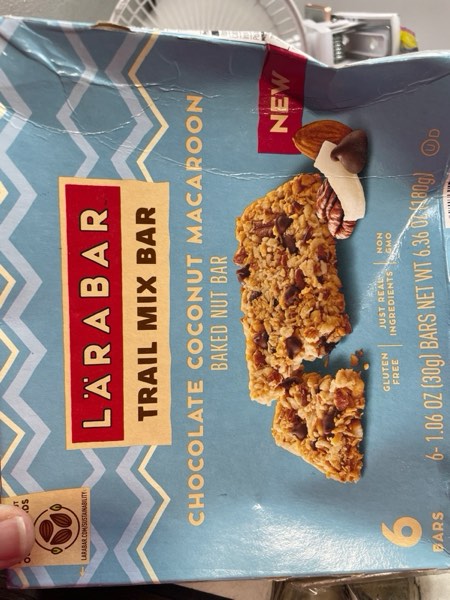 NEW
LÄRABAR
TRAIL MIX BAR
CHOCOLATE COCONUT MACAROON
BAKED NUT BAR
GLUTEN
FREE
JUST REAL
INGREDIENTS
NON
GMO
6
BARS
6- 1.06 OZ (30g) BARS NET WT 6.36 OZ (180g)
U D
LARABAR.COM/SUSTAINABILITY